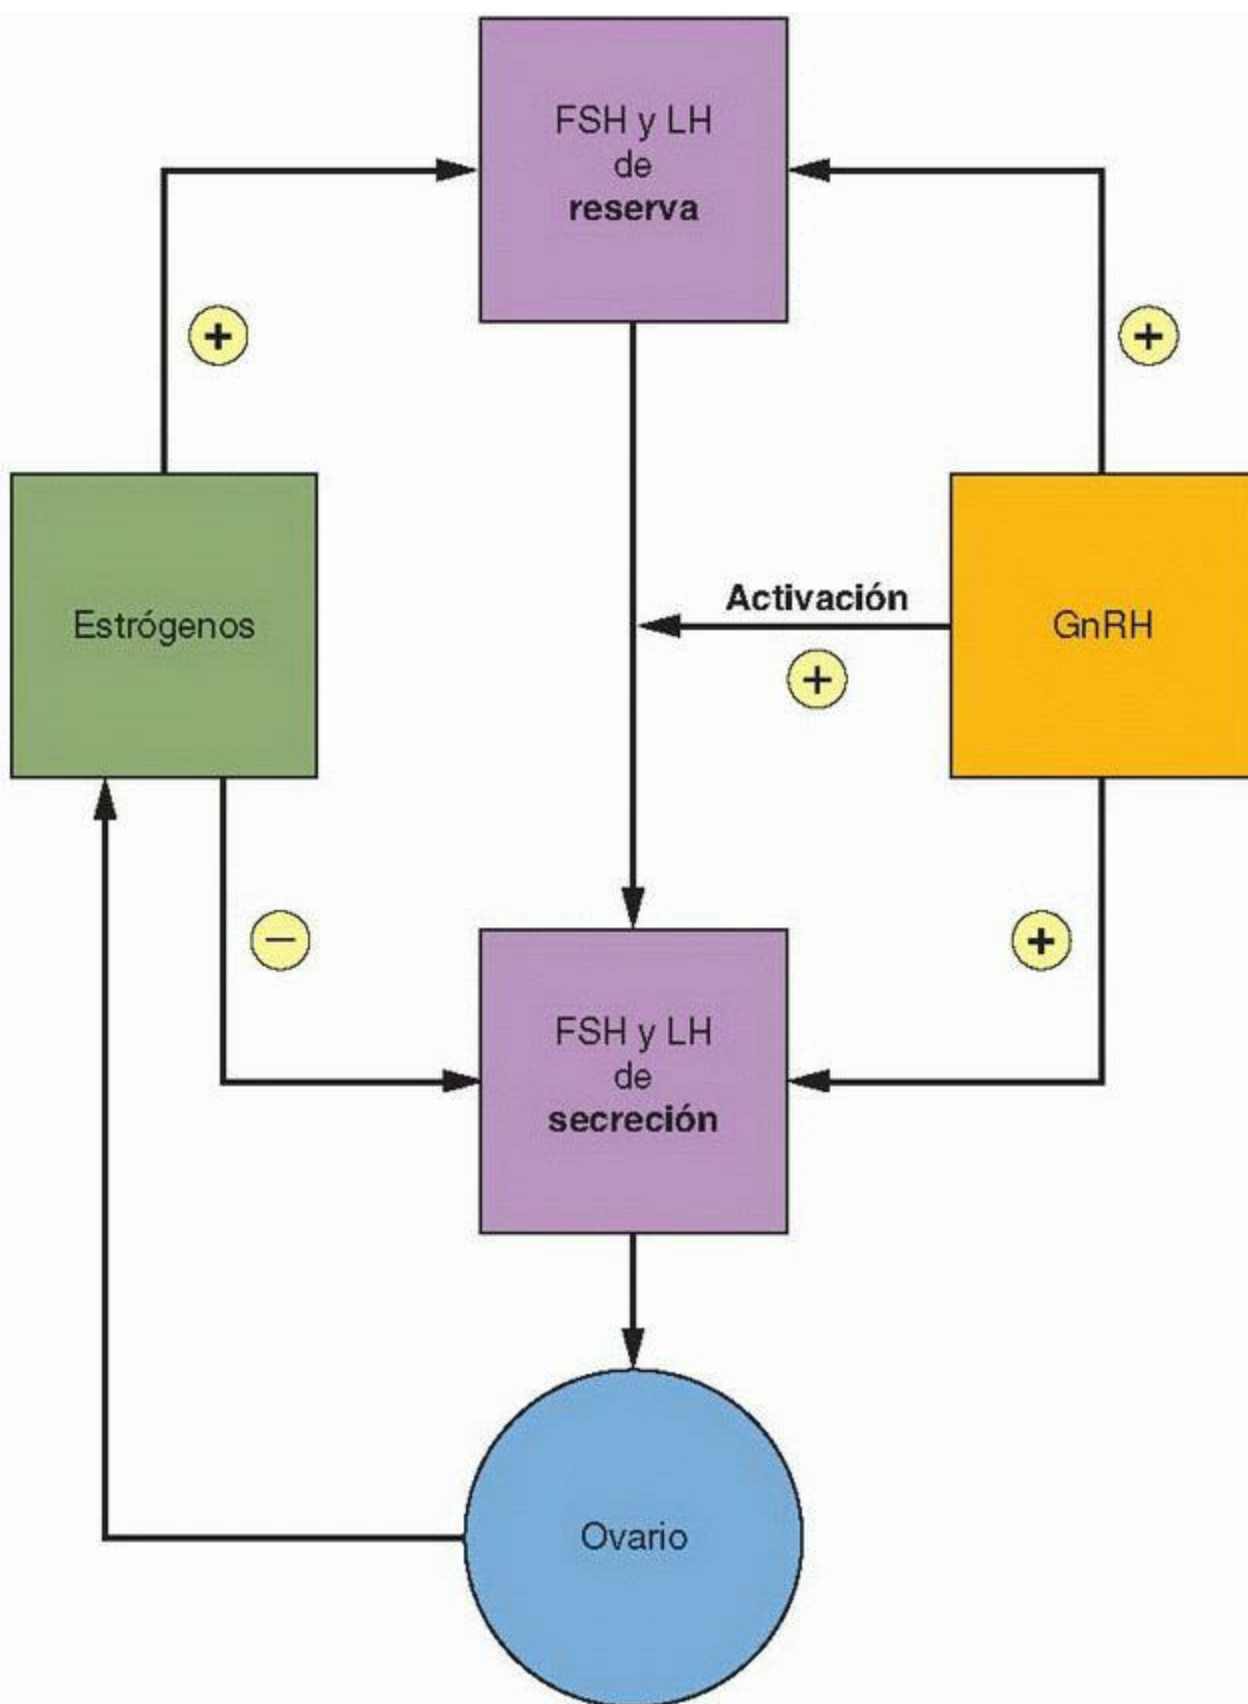 FSH y LH
de
reserva
+
+
Estrógenos
Activación
+
GnRH
−
+
FSH y LH
de
secreción
Ovario